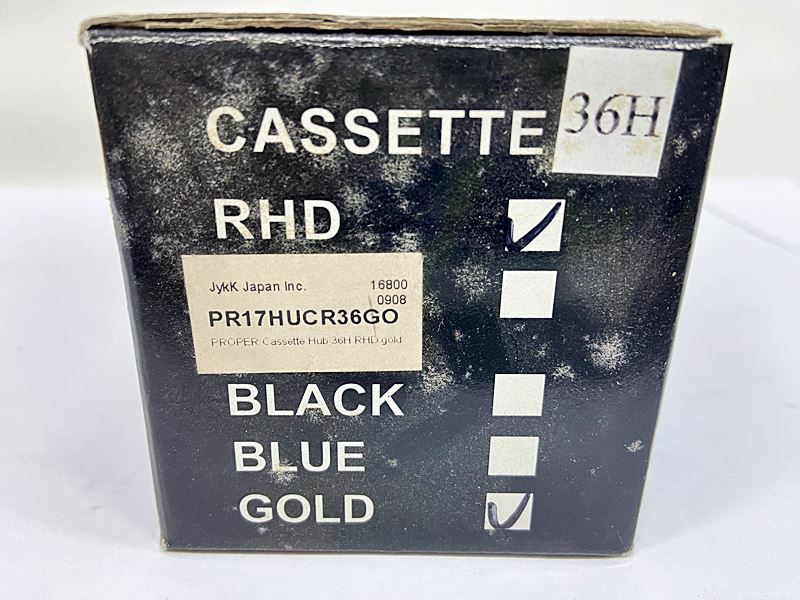 CASSETTE 36H
RHD
JykK Japan Inc. 16800
0908
PR17HUCR36GO
PROPER Cassette Hub 36H RHD gold
BLACK
BLUE
GOLD